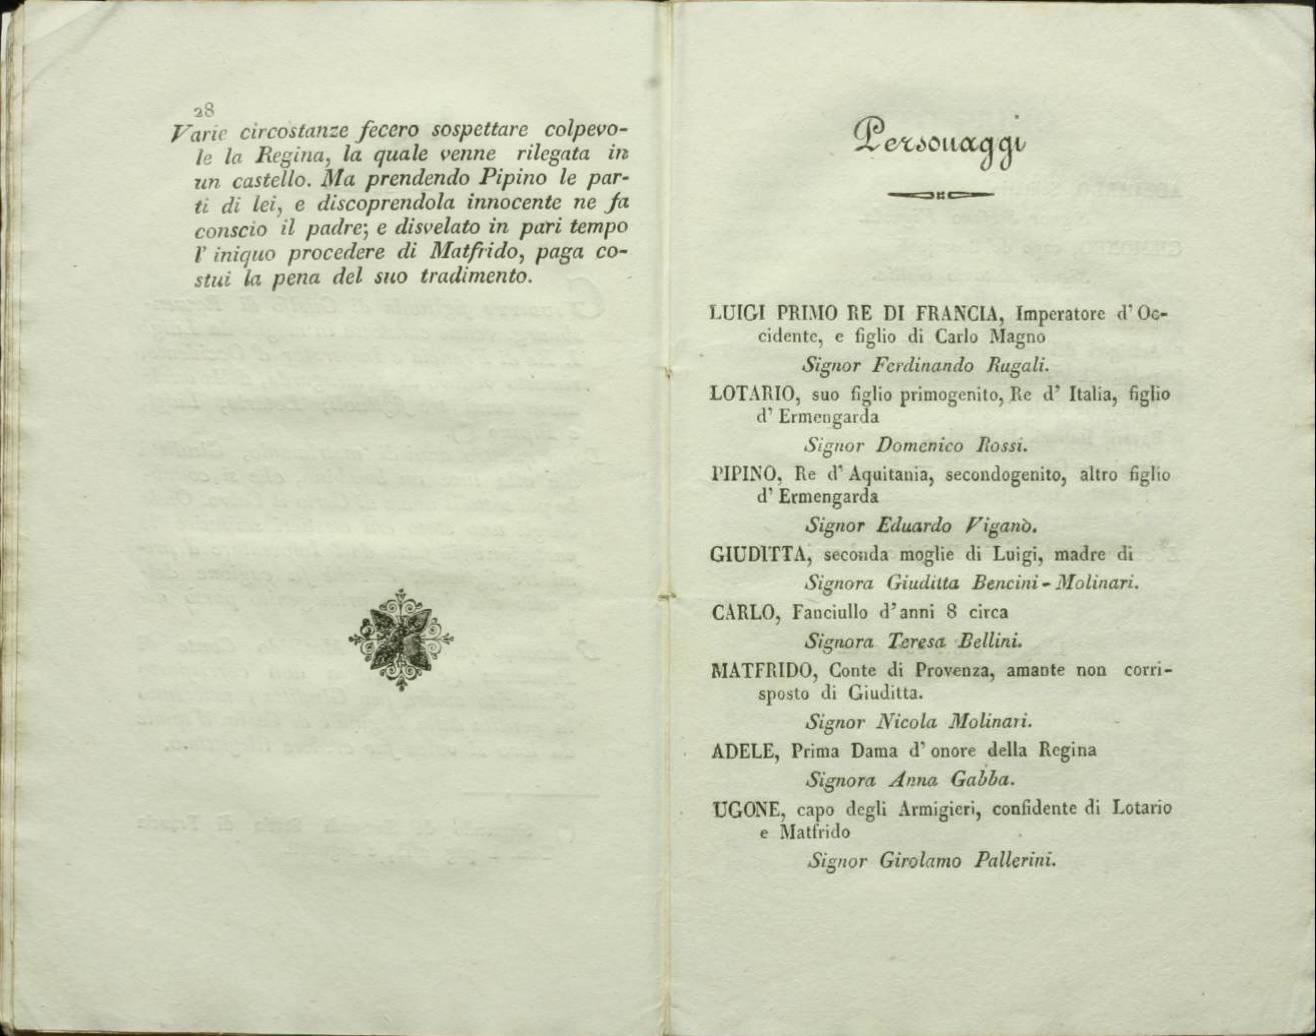 28
Varie circostanze fecero sospettare colpevo-
le la Regina, la quale venne rilegata in
un castello. Ma prendendo Pipino le par-
ti di lei, e discoprendola innocente ne fa
conscio il padre; e disvelato in pari tempo
l' iniquo procedere di Matfrido, paga co-
stui la pena del suo tradimento.
Personaggi
LUIGI PRIMO RE DI FRANCIA, Imperatore d' Oc-
cidente, e figlio di Carlo Magno
Signor Ferdinando Rugali.
LOTARIO, suo figlio primogenito, Re d' Italia, figlio
d' Ermengarda
Signor Domenico Rossi.
PIPINO, Re d' Aquitania, secondogenito, altro figlio
d' Ermengarda
Signor Eduardo Viganò.
GIUDITTA, seconda moglie di Luigi, madre di
Signora Giuditta Bencini-Molinari.
CARLO, Fanciullo d' anni 8 circa
Signora Teresa Bellini.
MATFRIDO, Conte di Provenza, amante non corri-
sposto di Giuditta.
Signor Nicola Molinari.
ADELE, Prima Dama d' onore della Regina
Signora Anna Gabba.
UGONE, capo degli Armigieri, confidente di Lotario
e Matfrido
Signor Girolamo Pallerini.